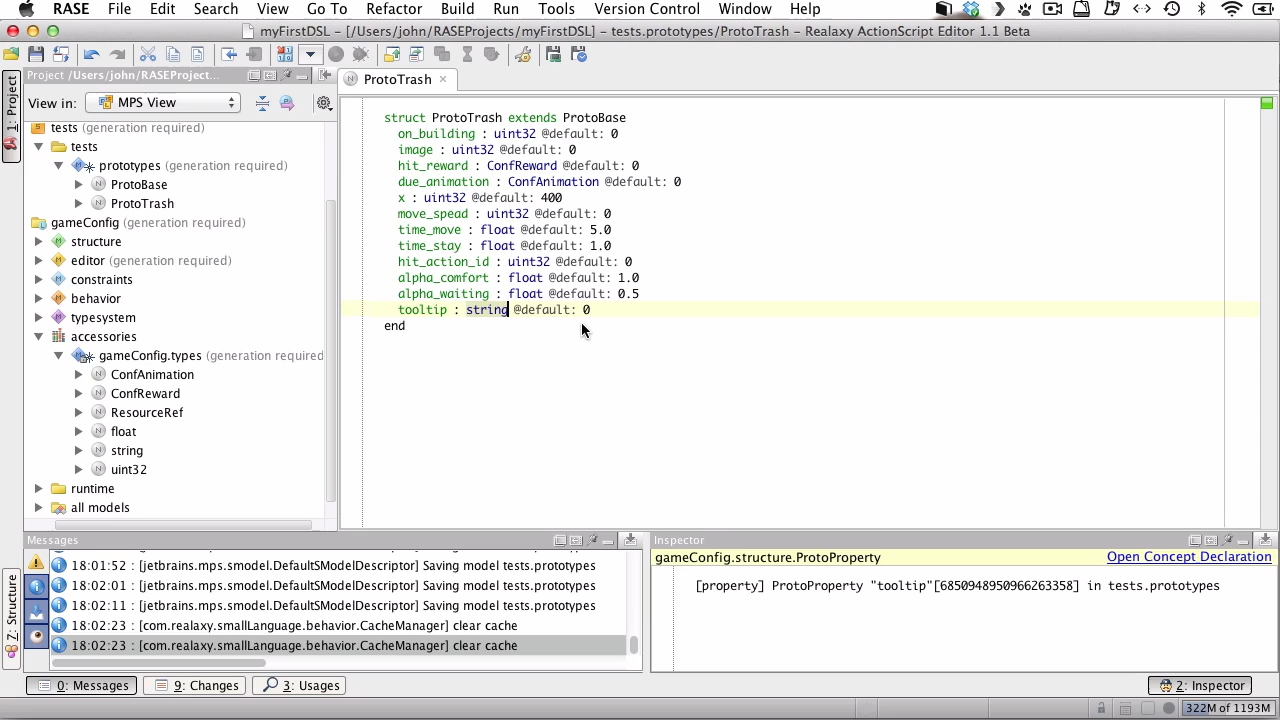 RASE File Edit Search View Go To Refactor Build Run Tools Version Control Window Help
myFirstDSL – [/Users/john/RASEProjects/myFirstDSL] – tests.prototypes/ProtoTrash – Realaxy ActionScript Editor 1.1 Beta
1: Project
Project /Users/john/RASEProject...
View in: MPS View
tests (generation required)
tests
prototypes (generation required)
ProtoBase
ProtoTrash
gameConfig (generation required)
structure
editor (generation required)
constraints
behavior
typesystem
accessories
gameConfig.types (generation required
ConfAnimation
ConfReward
ResourceRef
float
string
uint32
runtime
all models
ProtoTrash ×
struct ProtoTrash extends ProtoBase
on_building : uint32 @default: 0
image : uint32 @default: 0
hit_reward : ConfReward @default: 0
due_animation : ConfAnimation @default: 0
x : uint32 @default: 400
move_spead : uint32 @default: 0
time_move : float @default: 5.0
time_stay : float @default: 1.0
hit_action_id : uint32 @default: 0
alpha_comfort : float @default: 1.0
alpha_waiting : float @default: 0.5
tooltip : string @default: 0
end
Z: Structure
Messages
18:01:52 : [jetbrains.mps.smodel.DefaultSModelDescriptor] Saving model tests.prototypes
18:02:01 : [jetbrains.mps.smodel.DefaultSModelDescriptor] Saving model tests.prototypes
18:02:11 : [jetbrains.mps.smodel.DefaultSModelDescriptor] Saving model tests.prototypes
18:02:23 : [com.realaxy.smallLanguage.behavior.CacheManager] clear cache
18:02:23 : [com.realaxy.smallLanguage.behavior.CacheManager] clear cache
Inspector
gameConfig.structure.ProtoProperty Open Concept Declaration
[property] ProtoProperty "tooltip"[6850948950966263358] in tests.prototypes
0: Messages 9: Changes 3: Usages 2: Inspector
322M of 1193M